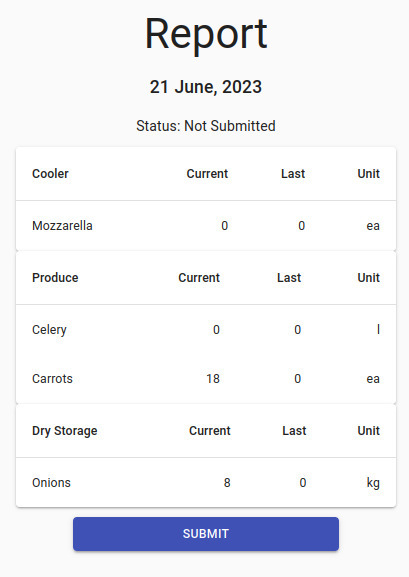 Report
21 June, 2023
Status: Not Submitted
Cooler Current Last Unit
Mozzarella 0 0 ea
Produce Current Last Unit
Celery 0 0 l
Carrots 18 0 ea
Dry Storage Current Last Unit
Onions 8 0 kg
SUBMIT